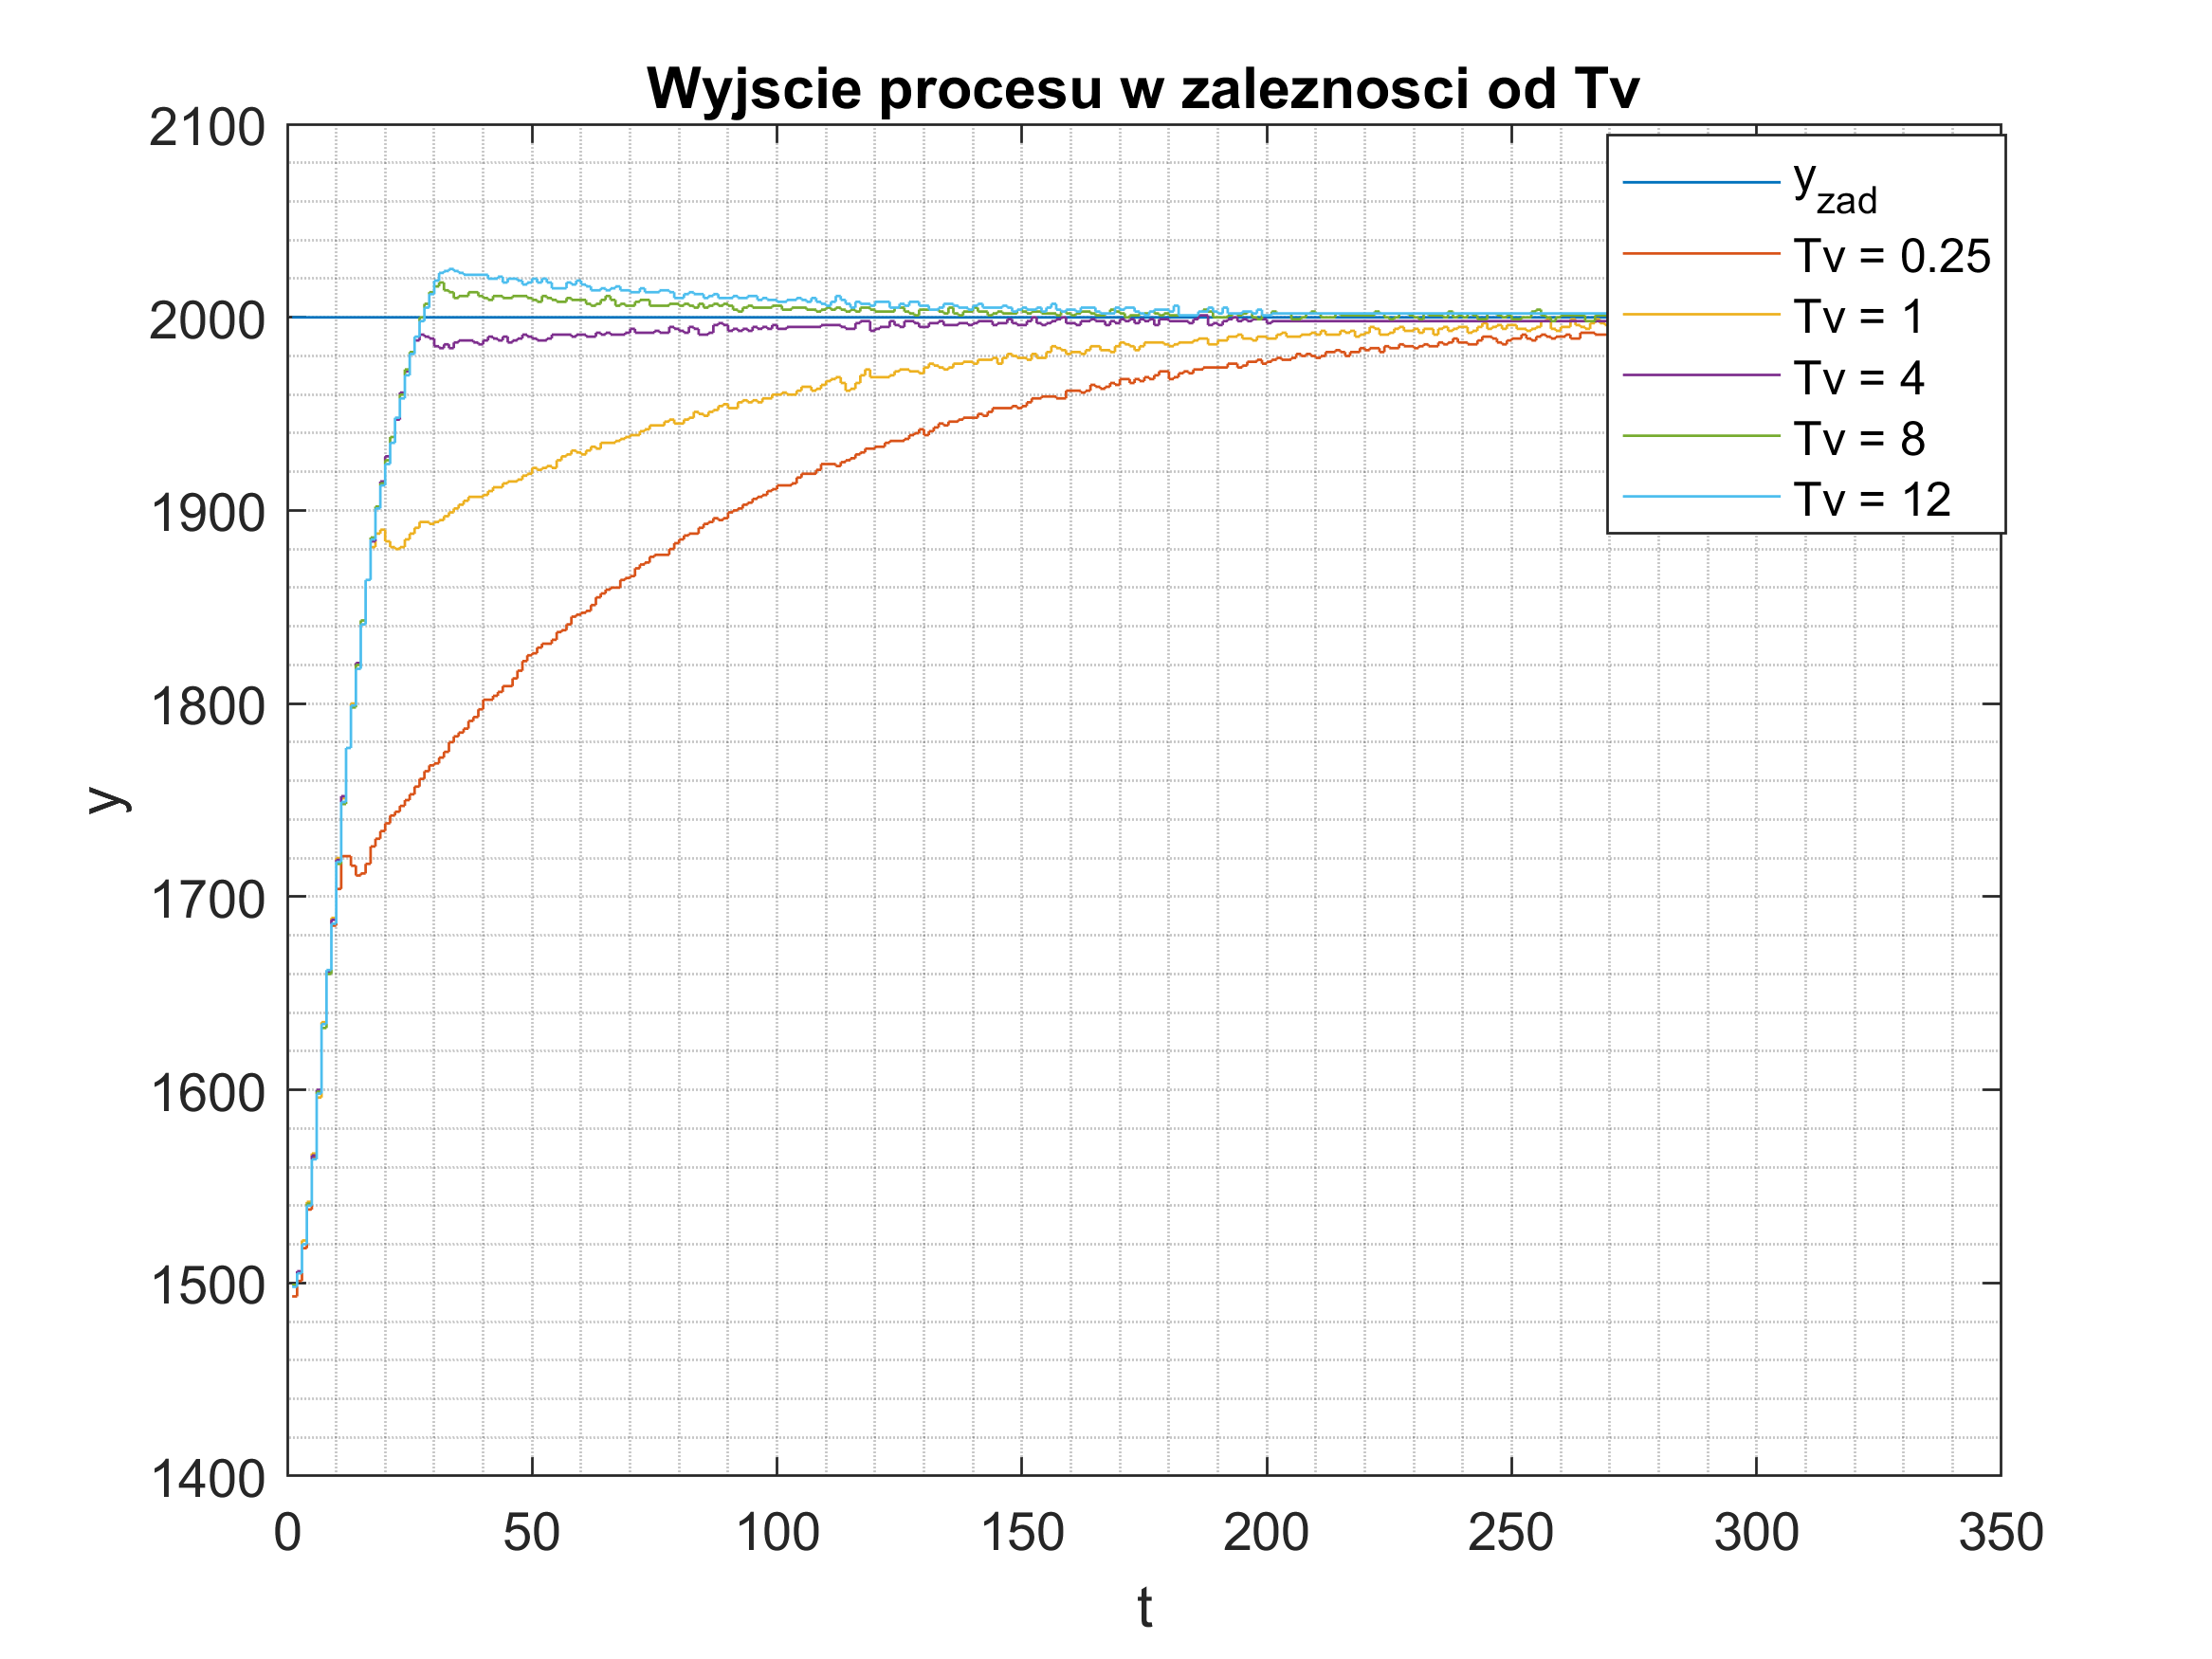 Wyjscie procesu w zaleznosci od Tv
2100
2000
1900
1800
1700
1600
1500
1400
y
0 50 100 150 200 250 300 350
t
yzad
Tv = 0.25
Tv = 1
Tv = 4
Tv = 8
Tv = 12